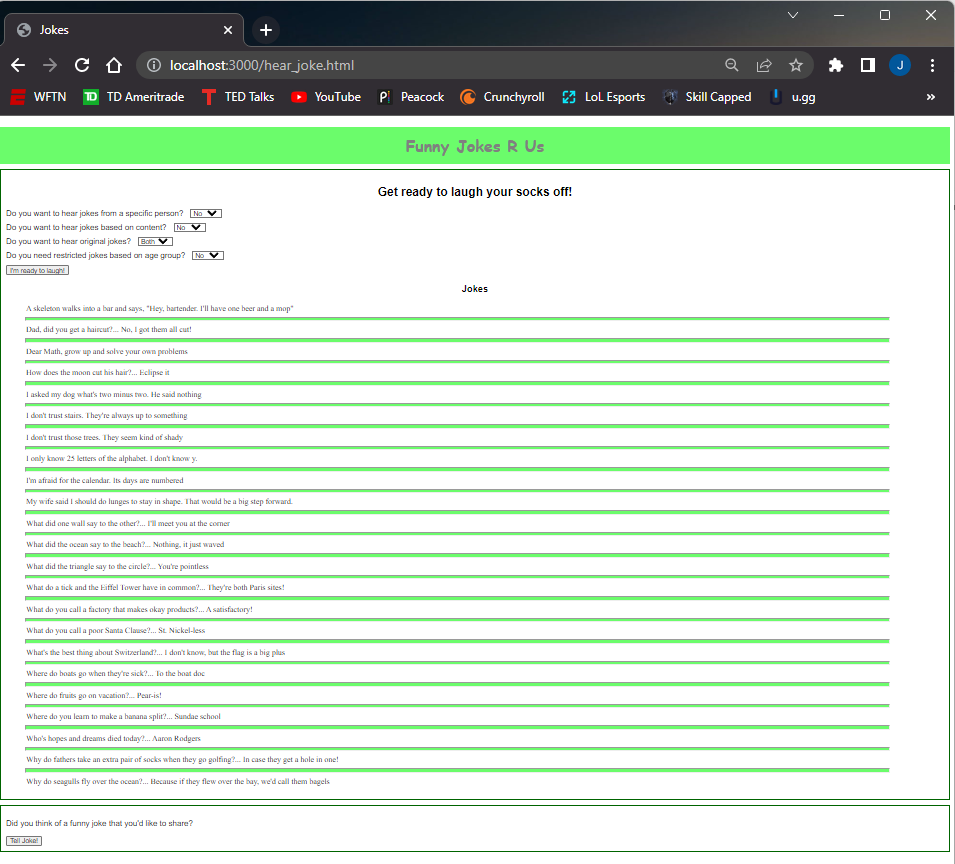 Jokes
localhost:3000/hear_joke.html
J
WFTN TD Ameritrade TED Talks YouTube Peacock Crunchyroll LoL Esports Skill Capped u.gg »
Funny Jokes R Us
Get ready to laugh your socks off!
Do you want to hear jokes from a specific person? No
Do you want to hear jokes based on content? No
Do you want to hear original jokes? Both
Do you need restricted jokes based on age group? No
I'm ready to laugh!
Jokes
A skeleton walks into a bar and says, "Hey, bartender. I'll have one beer and a mop"
Dad, did you get a haircut?... No, I got them all cut!
Dear Math, grow up and solve your own problems
How does the moon cut his hair?... Eclipse it
I asked my dog what's two minus two. He said nothing
I don't trust stairs. They're always up to something
I don't trust those trees. They seem kind of shady
I only know 25 letters of the alphabet. I don't know y.
I'm afraid for the calendar. Its days are numbered
My wife said I should do lunges to stay in shape. That would be a big step forward.
What did one wall say to the other?... I'll meet you at the corner
What did the ocean say to the beach?... Nothing, it just waved
What did the triangle say to the circle?... You're pointless
What do a tick and the Eiffel Tower have in common?... They're both Paris sites!
What do you call a factory that makes okay products?... A satisfactory!
What do you call a poor Santa Clause?... St. Nickel-less
What's the best thing about Switzerland?... I don't know, but the flag is a big plus
Where do boats go when they're sick?... To the boat doc
Where do fruits go on vacation?... Pear-is!
Where do you learn to make a banana split?... Sundae school
Who's hopes and dreams died today?... Aaron Rodgers
Why do fathers take an extra pair of socks when they go golfing?... In case they get a hole in one!
Why do seagulls fly over the ocean?... Because if they flew over the bay, we'd call them bagels
Did you think of a funny joke that you'd like to share?
Tell Joke!